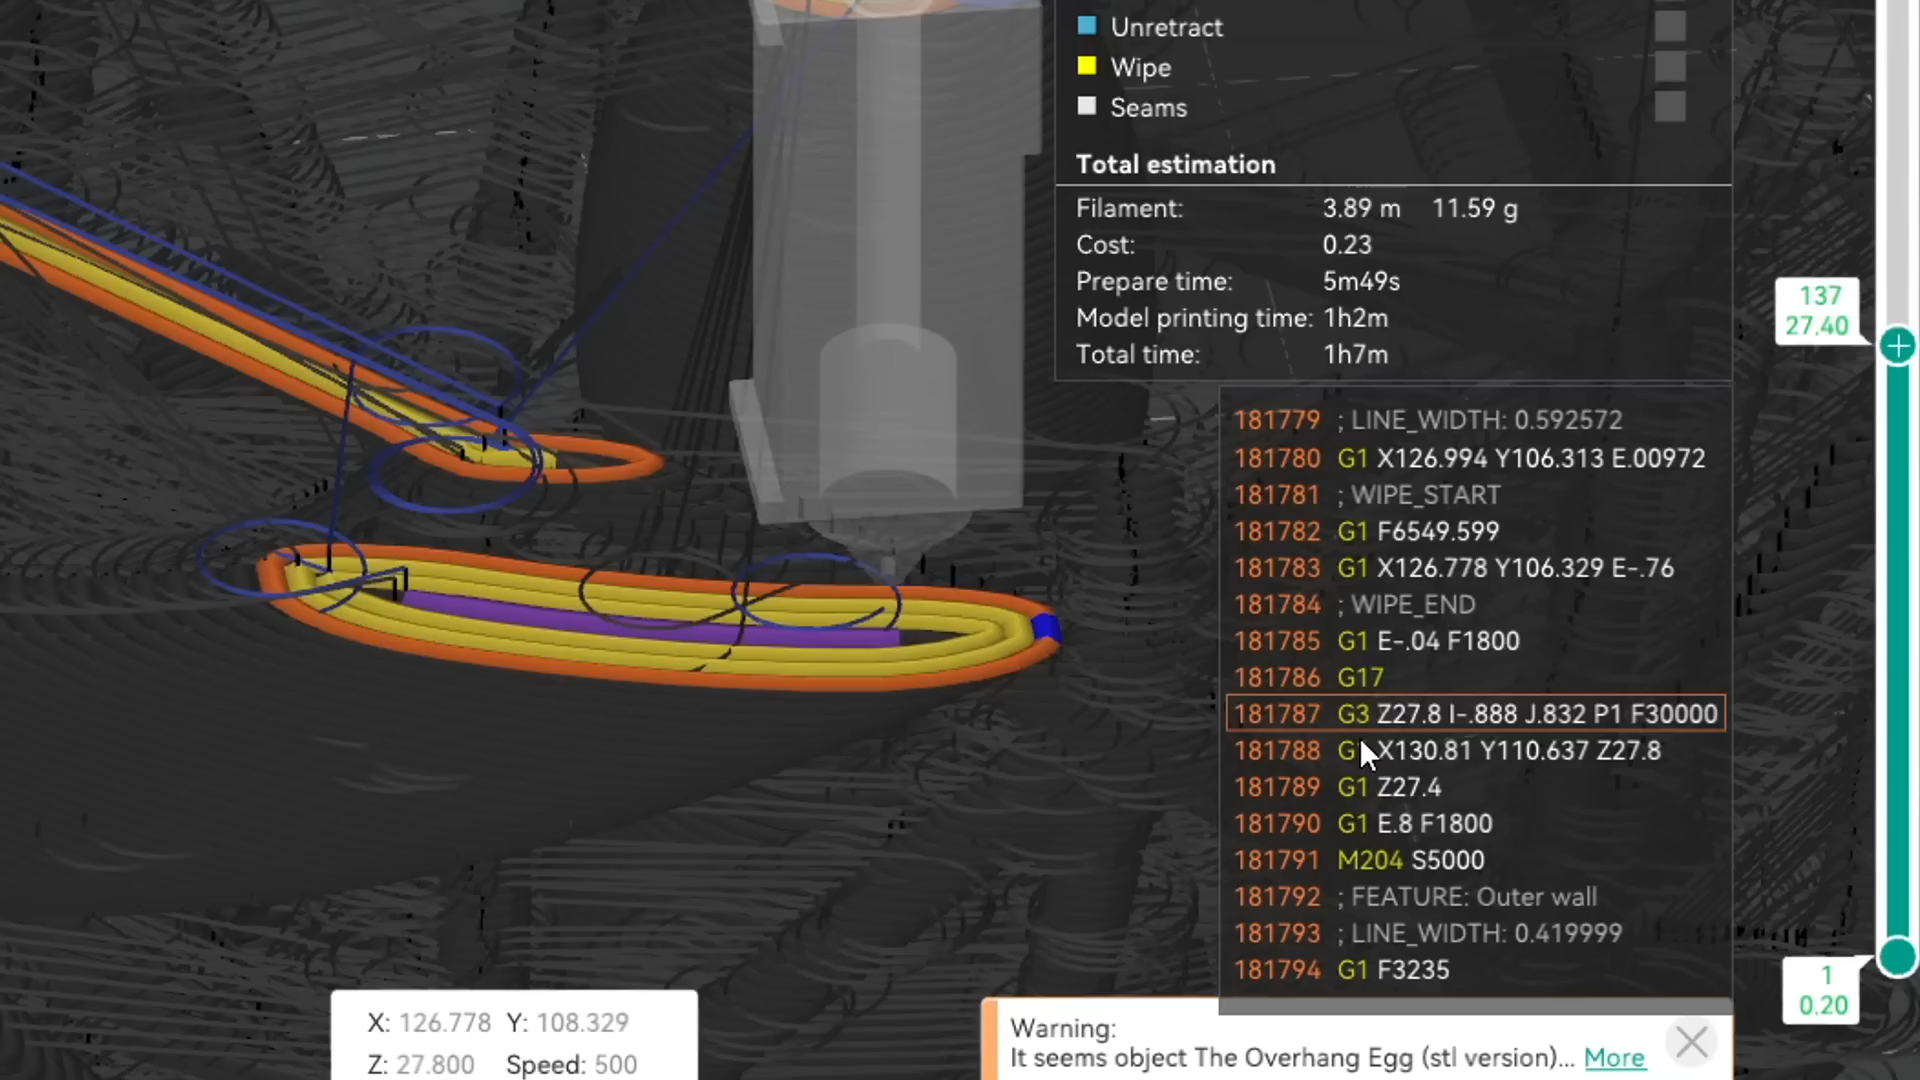 Unretract
Wipe
Seams
Total estimation
Filament: 3.89 m 11.59 g
Cost: 0.23
Prepare time: 5m49s
Model printing time: 1h2m
Total time: 1h7m
137
27.40
181779 ; LINE_WIDTH: 0.592572
181780 G1 X126.994 Y106.313 E.00972
181781 ; WIPE_START
181782 G1 F6549.599
181783 G1 X126.778 Y106.329 E-.76
181784 ; WIPE_END
181785 G1 E-.04 F1800
181786 G17
181787 G3 Z27.8 I-.888 J.832 P1 F30000
181788 X130.81 Y110.637 Z27.8
181789 G1 Z27.4
181790 G1 E.8 F1800
181791 M204 S5000
181792 ; FEATURE: Outer wall
181793 ; LINE_WIDTH: 0.419999
181794 G1 F3235
1
0.20
X: 126.778 Y: 108.329
Z: 27.800 Speed: 500
Warning:
It seems object The Overhang Egg (stl version)... More